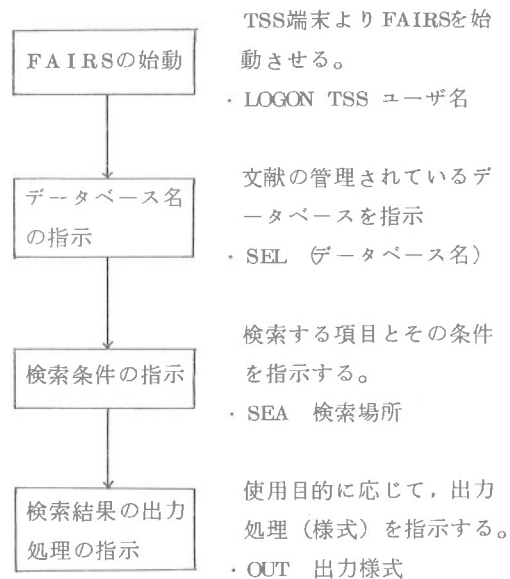 FAIRSの始動
TSS端末よりFAIRSを始
動させる。
・LOGON TSS ユーザ名
データベース名
の指示
文献の管理されているデ
ータベースを指示
・SEL (データベース名)
検索条件の指示
検索する項目とその条件
を指示する。
・SEA 検索場所
検索結果の出力
処理の指示
使用目的に応じて，出力
処理（様式）を指示する。
・OUT 出力様式